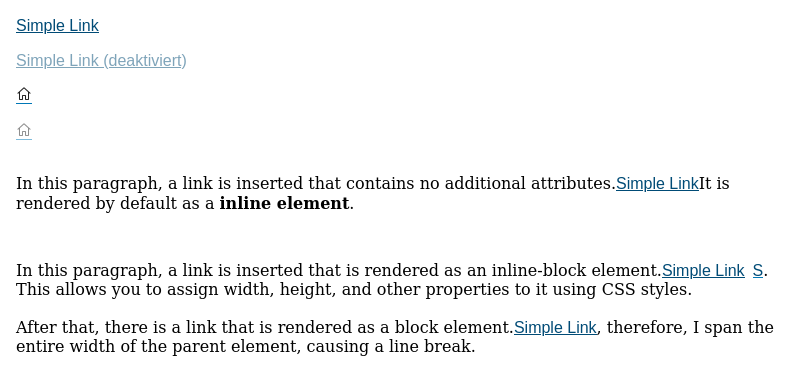 Simple Link
Simple Link (deaktiviert)
In this paragraph, a link is inserted that contains no additional attributes.Simple LinkIt is
rendered by default as a inline element.
In this paragraph, a link is inserted that is rendered as an inline-block element.Simple Link S.
This allows you to assign width, height, and other properties to it using CSS styles.
After that, there is a link that is rendered as a block element.Simple Link, therefore, I span the
entire width of the parent element, causing a line break.